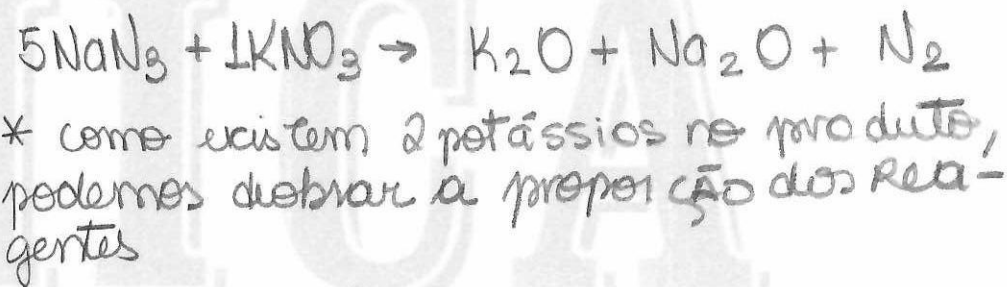 5NaN₃ + 1KNO₃ → K₂O + Na₂O + N₂
* como existem 2 potássios no produto,
podemos dobrar a proporção dos Rea-
gentes